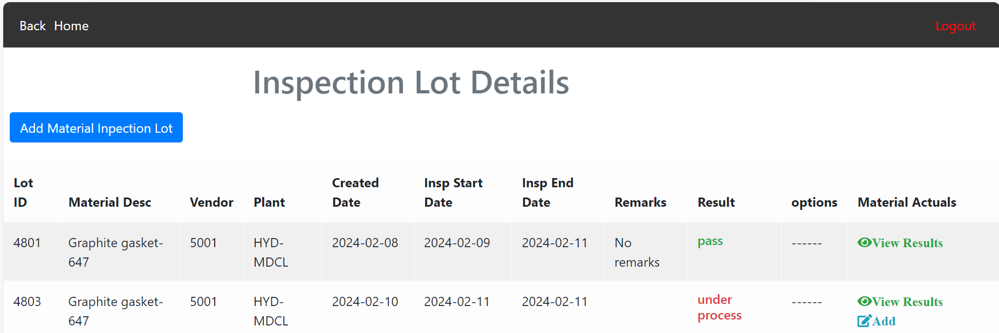 Back Home Logout
Inspection Lot Details
Add Material Inpection Lot
Lot ID Material Desc Vendor Plant Created Date Insp Start Date Insp End Date Remarks Result options Material Actuals
4801 Graphite gasket-647 5001 HYD-MDCL 2024-02-08 2024-02-09 2024-02-11 No remarks pass ------ View Results
4803 Graphite gasket-647 5001 HYD-MDCL 2024-02-10 2024-02-11 2024-02-11 under process ------ View Results
Add